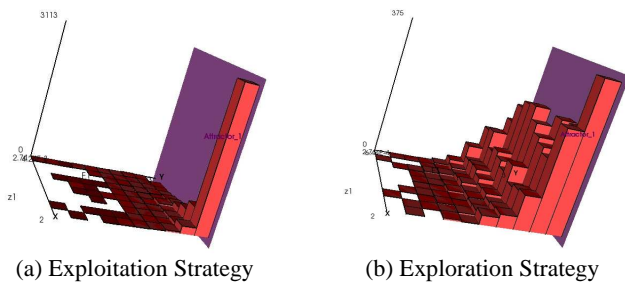 3113
375
Attractor_1
Attractor_1
0
0
Y
Y
z1
z1
2
X
2
X
(a) Exploitation Strategy
(b) Exploration Strategy